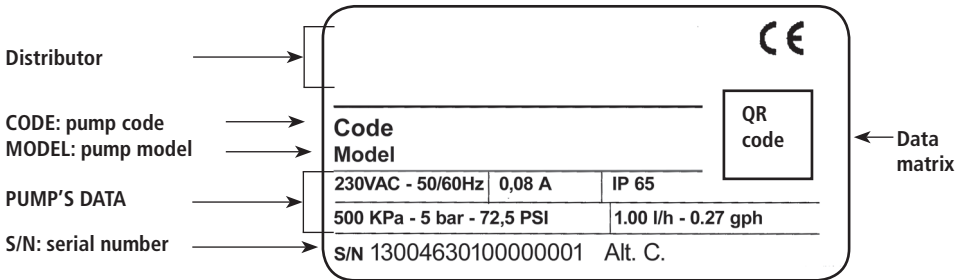 CE
Distributor
CODE: pump code
MODEL: pump model
PUMP'S DATA
S/N: serial number
Code
Model
230VAC - 50/60Hz 0,08 A IP 65
500 KPa - 5 bar - 72,5 PSI 1.00 l/h - 0.27 gph
S/N 13004630100000001 Alt. C.
QR
code
Data
matrix